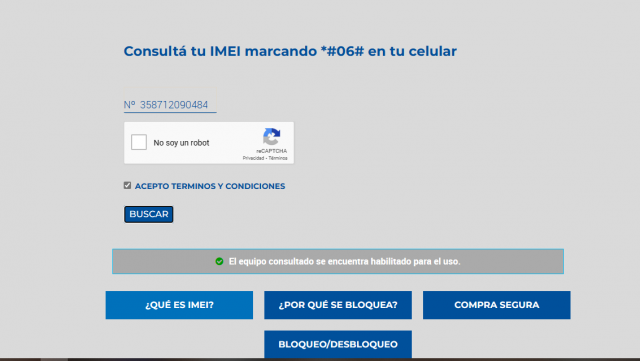 Consultá tu IMEI marcando *#06# en tu celular
Nº 358712090484
No soy un robot
reCAPTCHA
Privacidad - Términos
ACEPTO TERMINOS Y CONDICIONES
BUSCAR
El equipo consultado se encuentra habilitado para el uso.
¿QUÉ ES IMEI?
¿POR QUÉ SE BLOQUEA?
COMPRA SEGURA
BLOQUEO/DESBLOQUEO